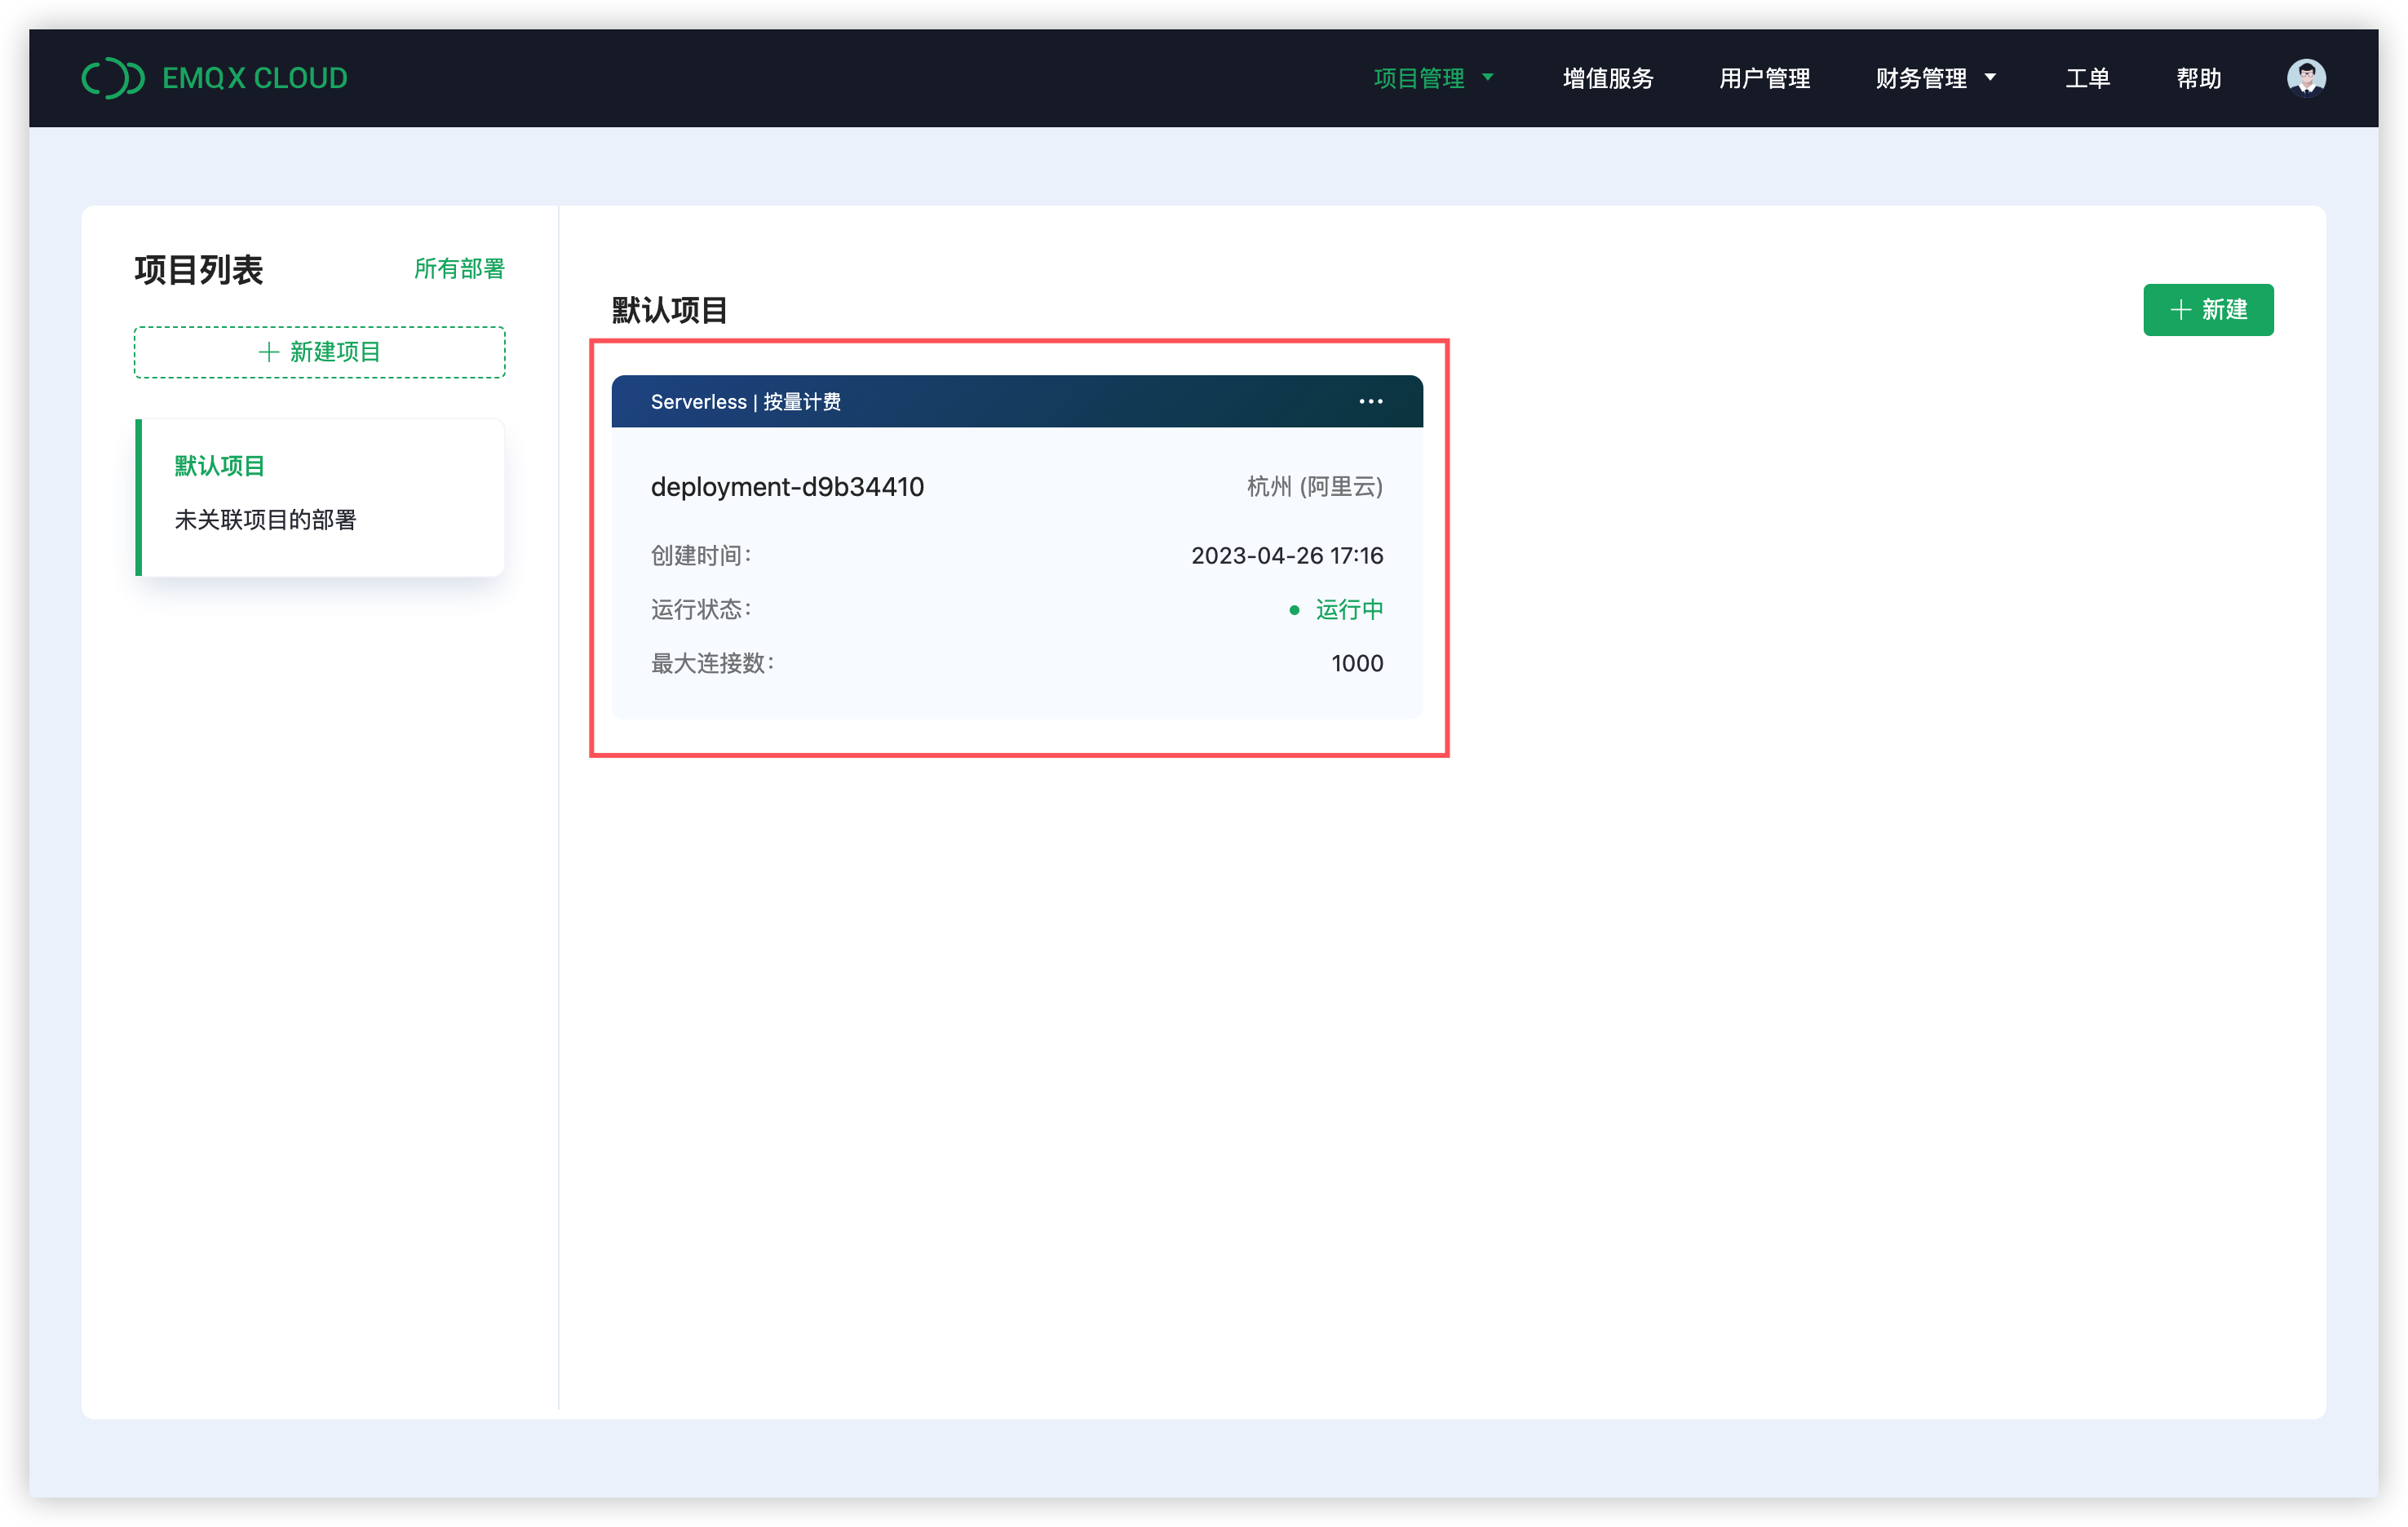 EMQX CLOUD
项目管理 增值服务 用户管理 财务管理 工单 帮助
项目列表 所有部署
+ 新建项目
默认项目
未关联项目的部署
默认项目
+ 新建
Serverless | 按量计费 ...
deployment-d9b34410 杭州 (阿里云)
创建时间： 2023-04-26 17:16
运行状态： 运行中
最大连接数： 1000